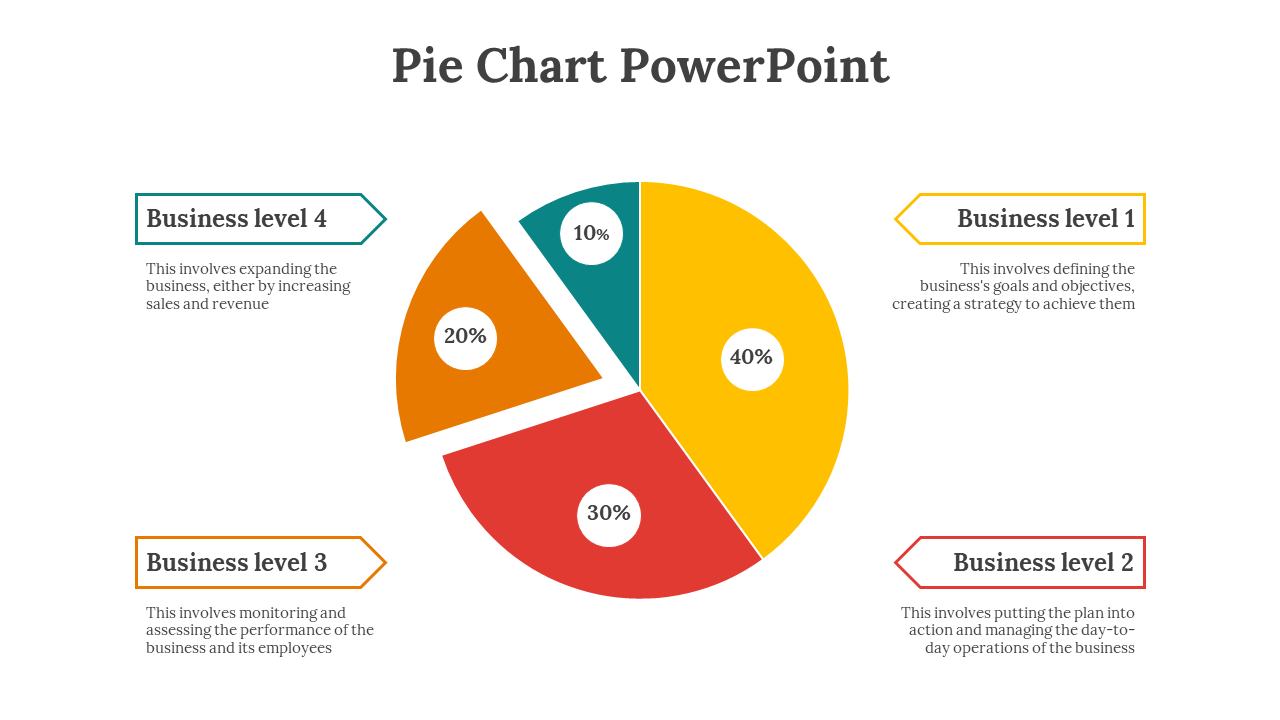 Pie Chart PowerPoint
Business level 4
This involves expanding the
business, either by increasing
sales and revenue
Business level 1
This involves defining the
business's goals and objectives,
creating a strategy to achieve them
10%
20%
40%
30%
Business level 3
This involves monitoring and
assessing the performance of the
business and its employees
Business level 2
This involves putting the plan into
action and managing the day-to-
day operations of the business